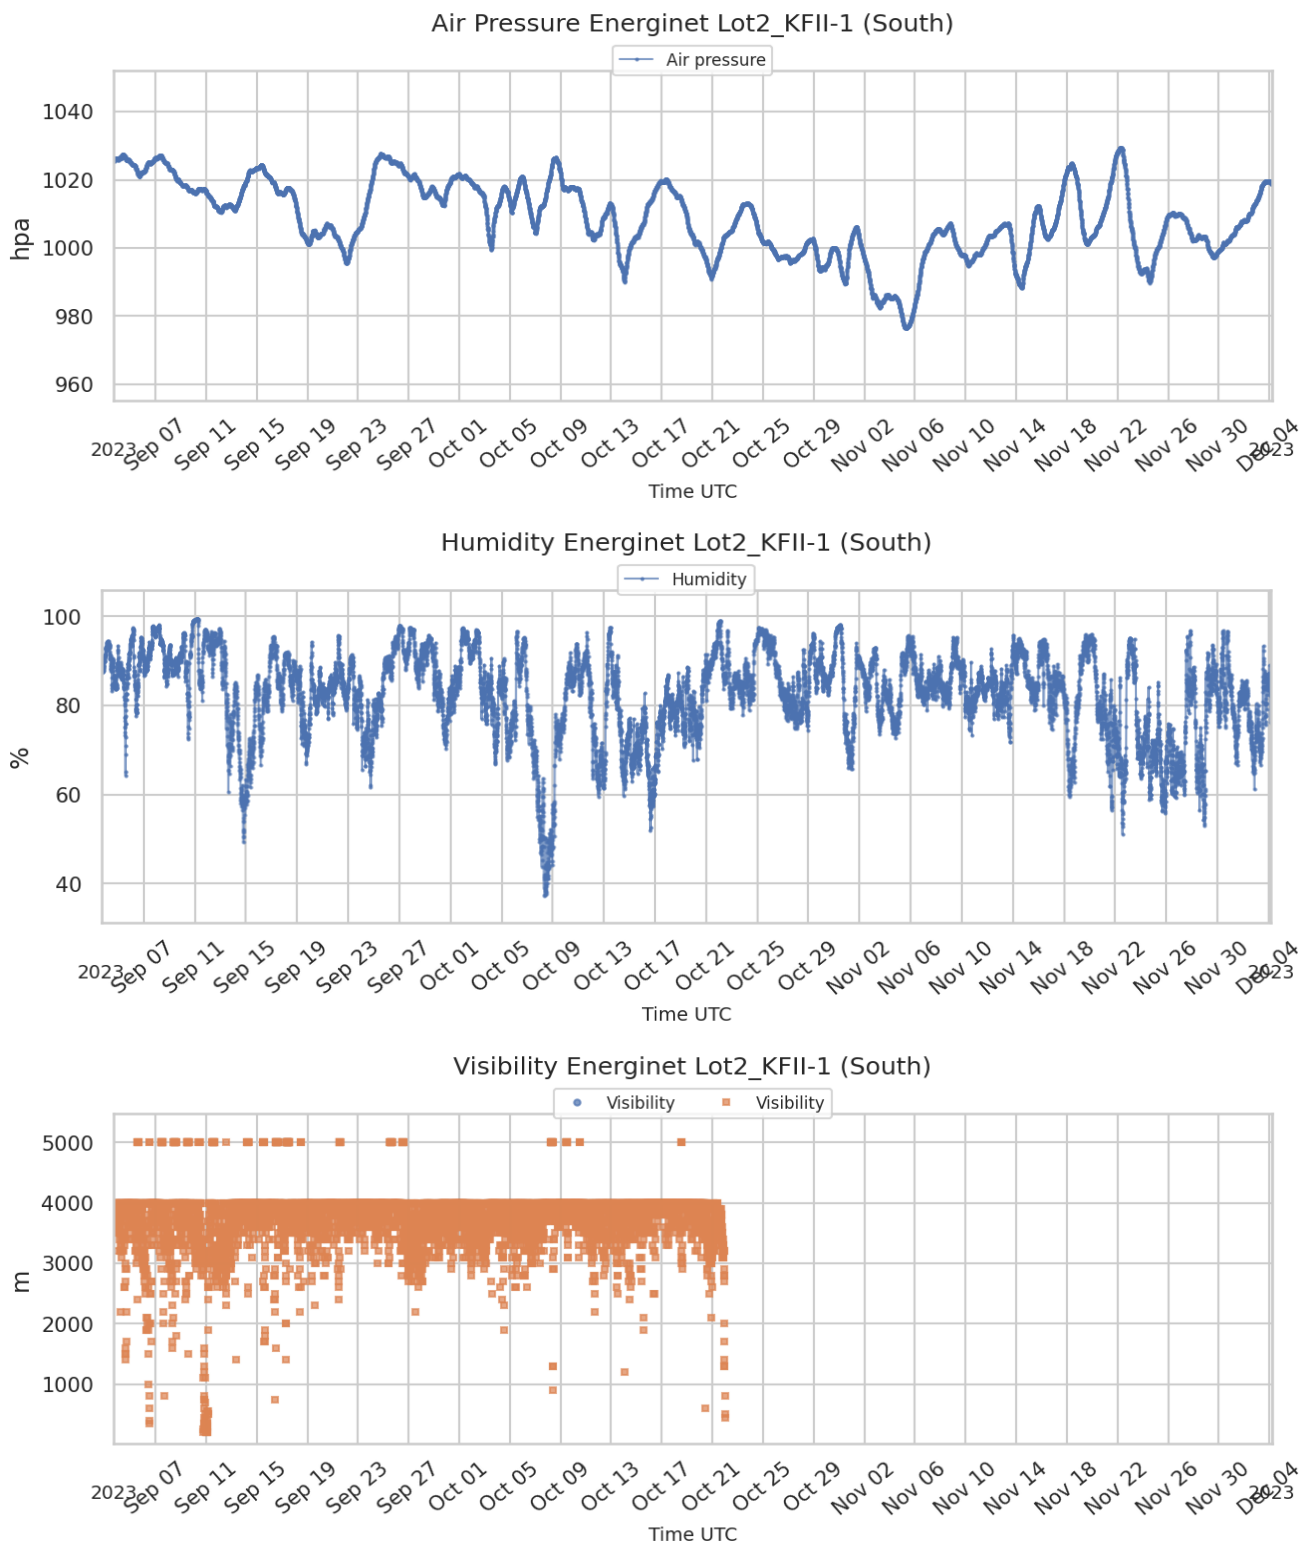 Air Pressure Energinet Lot2_KFII-1 (South)
Air pressure
1040
1020
1000
980
960
hpa
2023 Sep 07 Sep 11 Sep 15 Sep 19 Sep 23 Sep 27 Oct 01 Oct 05 Oct 09 Oct 13 Oct 17 Oct 21 Oct 25 Oct 29 Nov 02 Nov 06 Nov 10 Nov 14 Nov 18 Nov 22 Nov 26 Nov 30 Dec 04 2023
Time UTC
Humidity Energinet Lot2_KFII-1 (South)
Humidity
100
80
60
40
%
2023 Sep 07 Sep 11 Sep 15 Sep 19 Sep 23 Sep 27 Oct 01 Oct 05 Oct 09 Oct 13 Oct 17 Oct 21 Oct 25 Oct 29 Nov 02 Nov 06 Nov 10 Nov 14 Nov 18 Nov 22 Nov 26 Nov 30 Dec 04 2023
Time UTC
Visibility Energinet Lot2_KFII-1 (South)
Visibility Visibility
5000
4000
3000
2000
1000
m
2023 Sep 07 Sep 11 Sep 15 Sep 19 Sep 23 Sep 27 Oct 01 Oct 05 Oct 09 Oct 13 Oct 17 Oct 21 Oct 25 Oct 29 Nov 02 Nov 06 Nov 10 Nov 14 Nov 18 Nov 22 Nov 26 Nov 30 Dec 04 2023
Time UTC